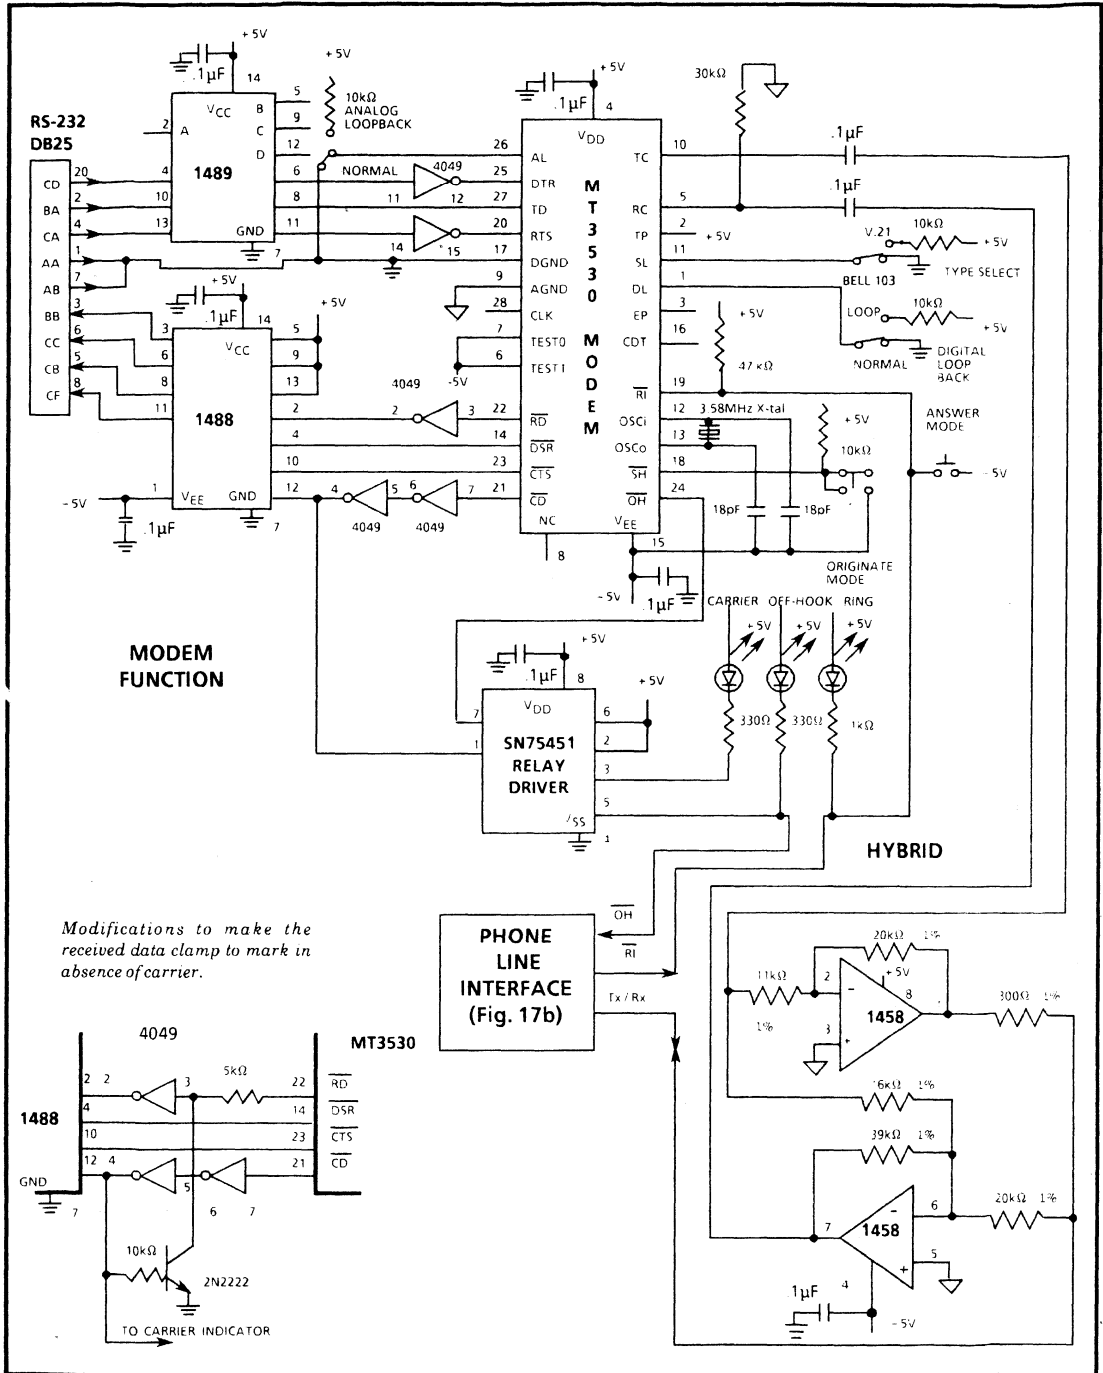 +5V
.1µF
14
+5V
10kΩ
ANALOG
LOOPBACK
NORMAL
RS-232
DB25
20 CD
2 BA
4 CA
1 AA
7 AB
3 BB
6 CC
5 CB
8 CF
VCC
2 A
B 5
C 9
D 12
1489
4
10
13
6
8
11
GND
7
4049
11
12
14
15
+5V
.1µF
14
+5V
VCC
1488
3
6
8
11
5
9
13
2
4
10
12
-5V
1
VEE
GND
7
.1µF
4049
2
3
4
5
6
7
4049
4049
+5V
.1µF
4
VDD
MT3530 MODEM
26 AL
25 DTR
27 TD
20 RTS
17 DGND
9 AGND
28 CLK
7 TEST0
6 TEST1
-5V
22 RD
14 DSR
23 CTS
21 CD
NC
8
VEE
15
-5V
.1µF
TC 10
RC 5
TP 2
SL 11
DL 1
EP 3
CDT 16
RI 19
OSCi 12
OSCo 13
SH 18
OH 24
30kΩ
.1µF
.1µF
+5V
V.21
10kΩ
+5V
BELL 103
TYPE SELECT
LOOP
10kΩ
+5V
NORMAL
DIGITAL
LOOP
BACK
+5V
47kΩ
3.58MHz X-tal
+5V
10kΩ
ANSWER
MODE
-5V
18pF
18pF
ORIGINATE
MODE
CARRIER
OFF-HOOK
RING
+5V
+5V
+5V
330Ω
330Ω
1kΩ
MODEM
FUNCTION
+5V
.1µF
8
+5V
VDD
7
1
SN75451
RELAY
DRIVER
6
2
3
5
/SS
1
HYBRID
OH
RI
Tx/Rx
PHONE
LINE
INTERFACE
(Fig. 17b)
20kΩ 1%
11kΩ
1%
2
-
+5V
8
1458
3
+
300Ω 1%
16kΩ 1%
39kΩ 1%
7
1458
-
6
20kΩ 1%
+
5
4
.1µF
-5V
Modifications to make the
received data clamp to mark in
absence of carrier.
4049
MT3530
1488
2
2
3
5kΩ
22 RD
4
14 DSR
10
23 CTS
12
4
5
6
7
21 CD
GND
7
10kΩ
2N2222
TO CARRIER INDICATOR